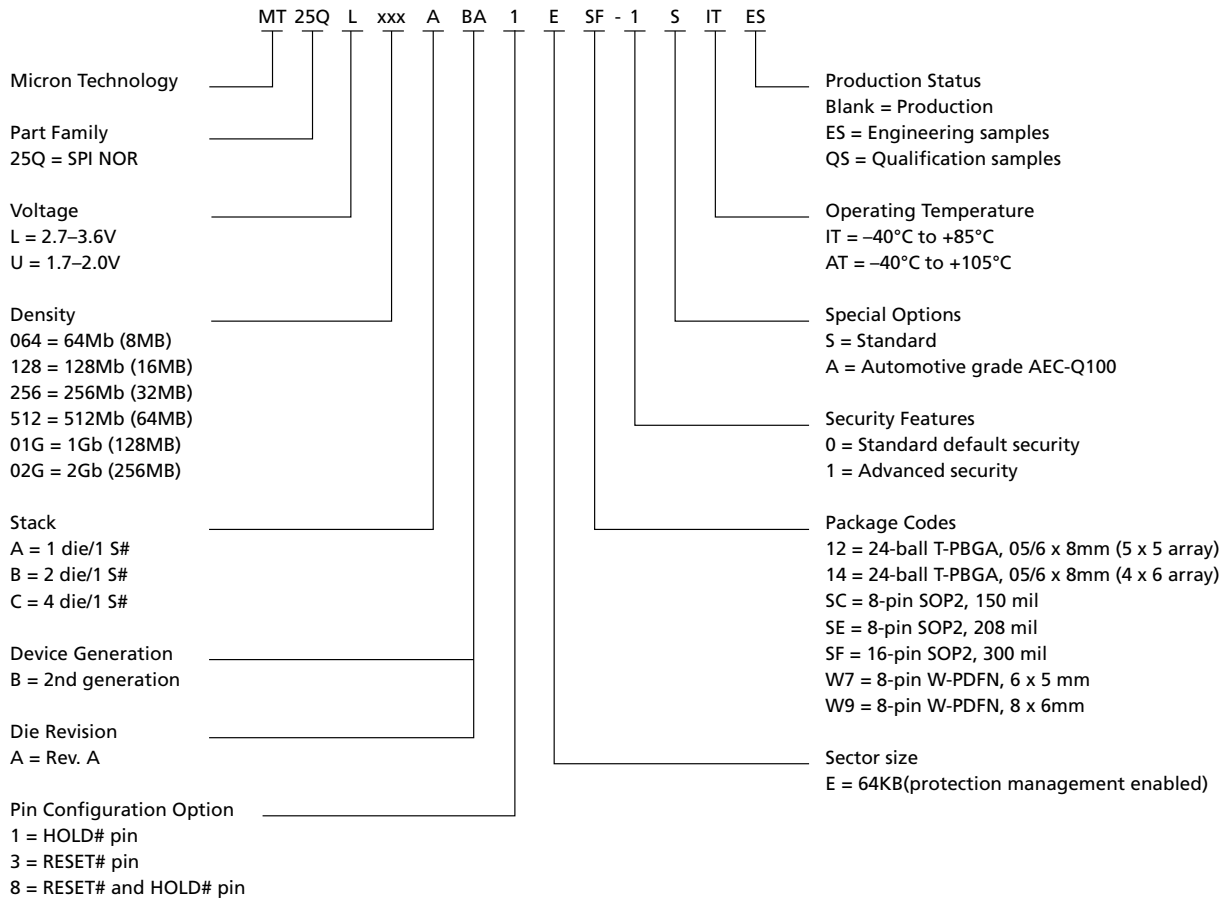 MT 25Q L xxx A BA 1 E SF - 1 S IT ES
Micron Technology
Part Family
25Q = SPI NOR
Voltage
L = 2.7–3.6V
U = 1.7–2.0V
Density
064 = 64Mb (8MB)
128 = 128Mb (16MB)
256 = 256Mb (32MB)
512 = 512Mb (64MB)
01G = 1Gb (128MB)
02G = 2Gb (256MB)
Stack
A = 1 die/1 S#
B = 2 die/1 S#
C = 4 die/1 S#
Device Generation
B = 2nd generation
Die Revision
A = Rev. A
Pin Configuration Option
1 = HOLD# pin
3 = RESET# pin
8 = RESET# and HOLD# pin
Production Status
Blank = Production
ES = Engineering samples
QS = Qualification samples
Operating Temperature
IT = –40°C to +85°C
AT = –40°C to +105°C
Special Options
S = Standard
A = Automotive grade AEC-Q100
Security Features
0 = Standard default security
1 = Advanced security
Package Codes
12 = 24-ball T-PBGA, 05/6 x 8mm (5 x 5 array)
14 = 24-ball T-PBGA, 05/6 x 8mm (4 x 6 array)
SC = 8-pin SOP2, 150 mil
SE = 8-pin SOP2, 208 mil
SF = 16-pin SOP2, 300 mil
W7 = 8-pin W-PDFN, 6 x 5 mm
W9 = 8-pin W-PDFN, 8 x 6mm
Sector size
E = 64KB(protection management enabled)